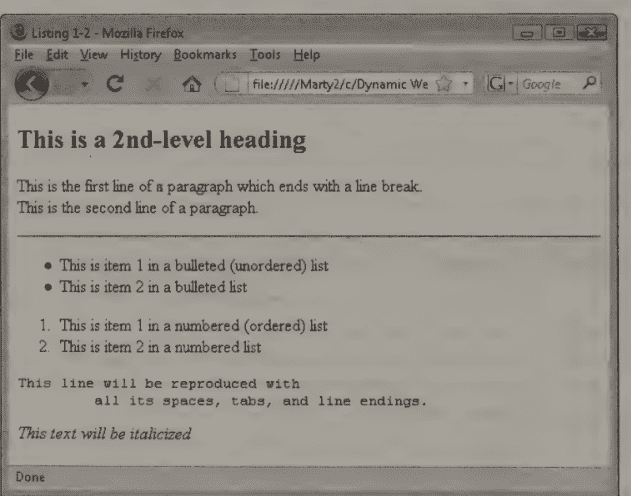 Listing 1-2 - Mozilla Firefox
File Edit View History Bookmarks Tools Help
file://///Marty2/c/Dynamic We G Google
This is a 2nd-level heading
This is the first line of a paragraph which ends with a line break.
This is the second line of a paragraph.
• This is item 1 in a bulleted (unordered) list
• This is item 2 in a bulleted list
1. This is item 1 in a numbered (ordered) list
2. This is item 2 in a numbered list
This line will be reproduced with
all its spaces, tabs, and line endings.
This text will be italicized
Done